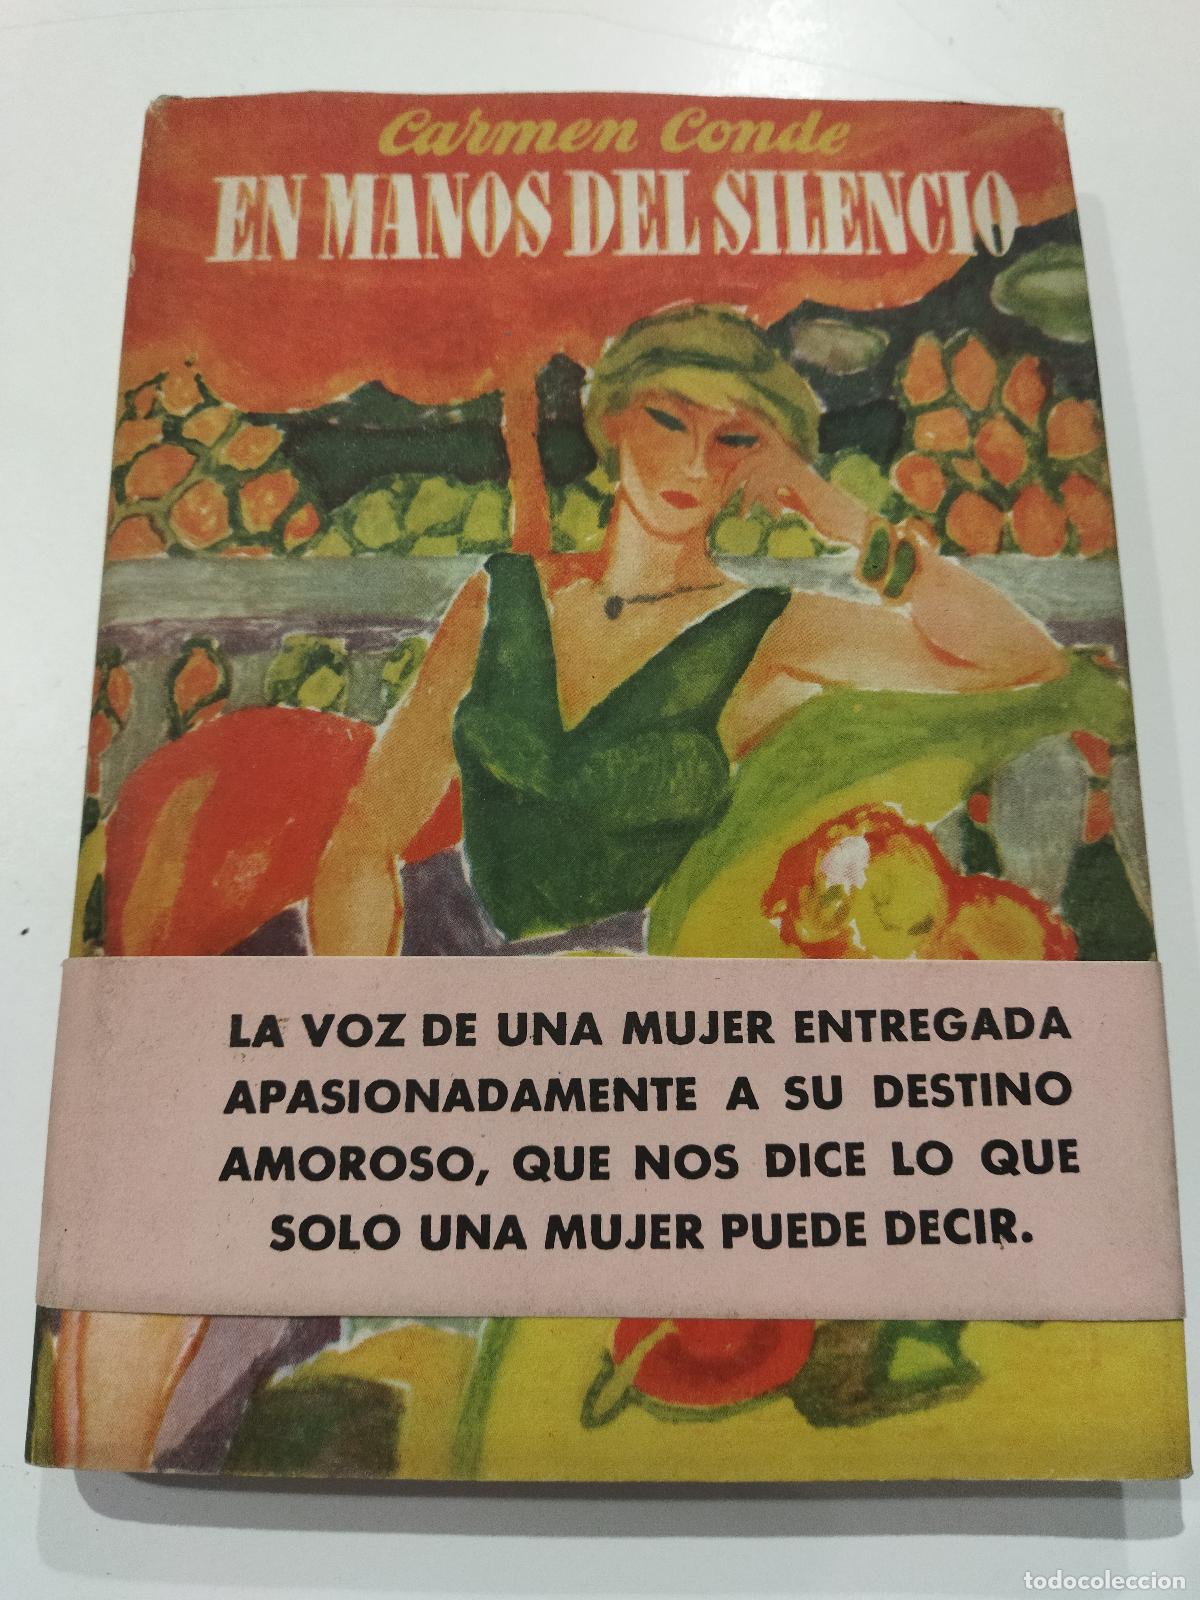 Carmen Conde
EN MANOS DEL SILENCIO
LA VOZ DE UNA MUJER ENTREGADA
APASIONADAMENTE A SU DESTINO
AMOROSO, QUE NOS DICE LO QUE
SOLO UNA MUJER PUEDE DECIR.
todocoleccion